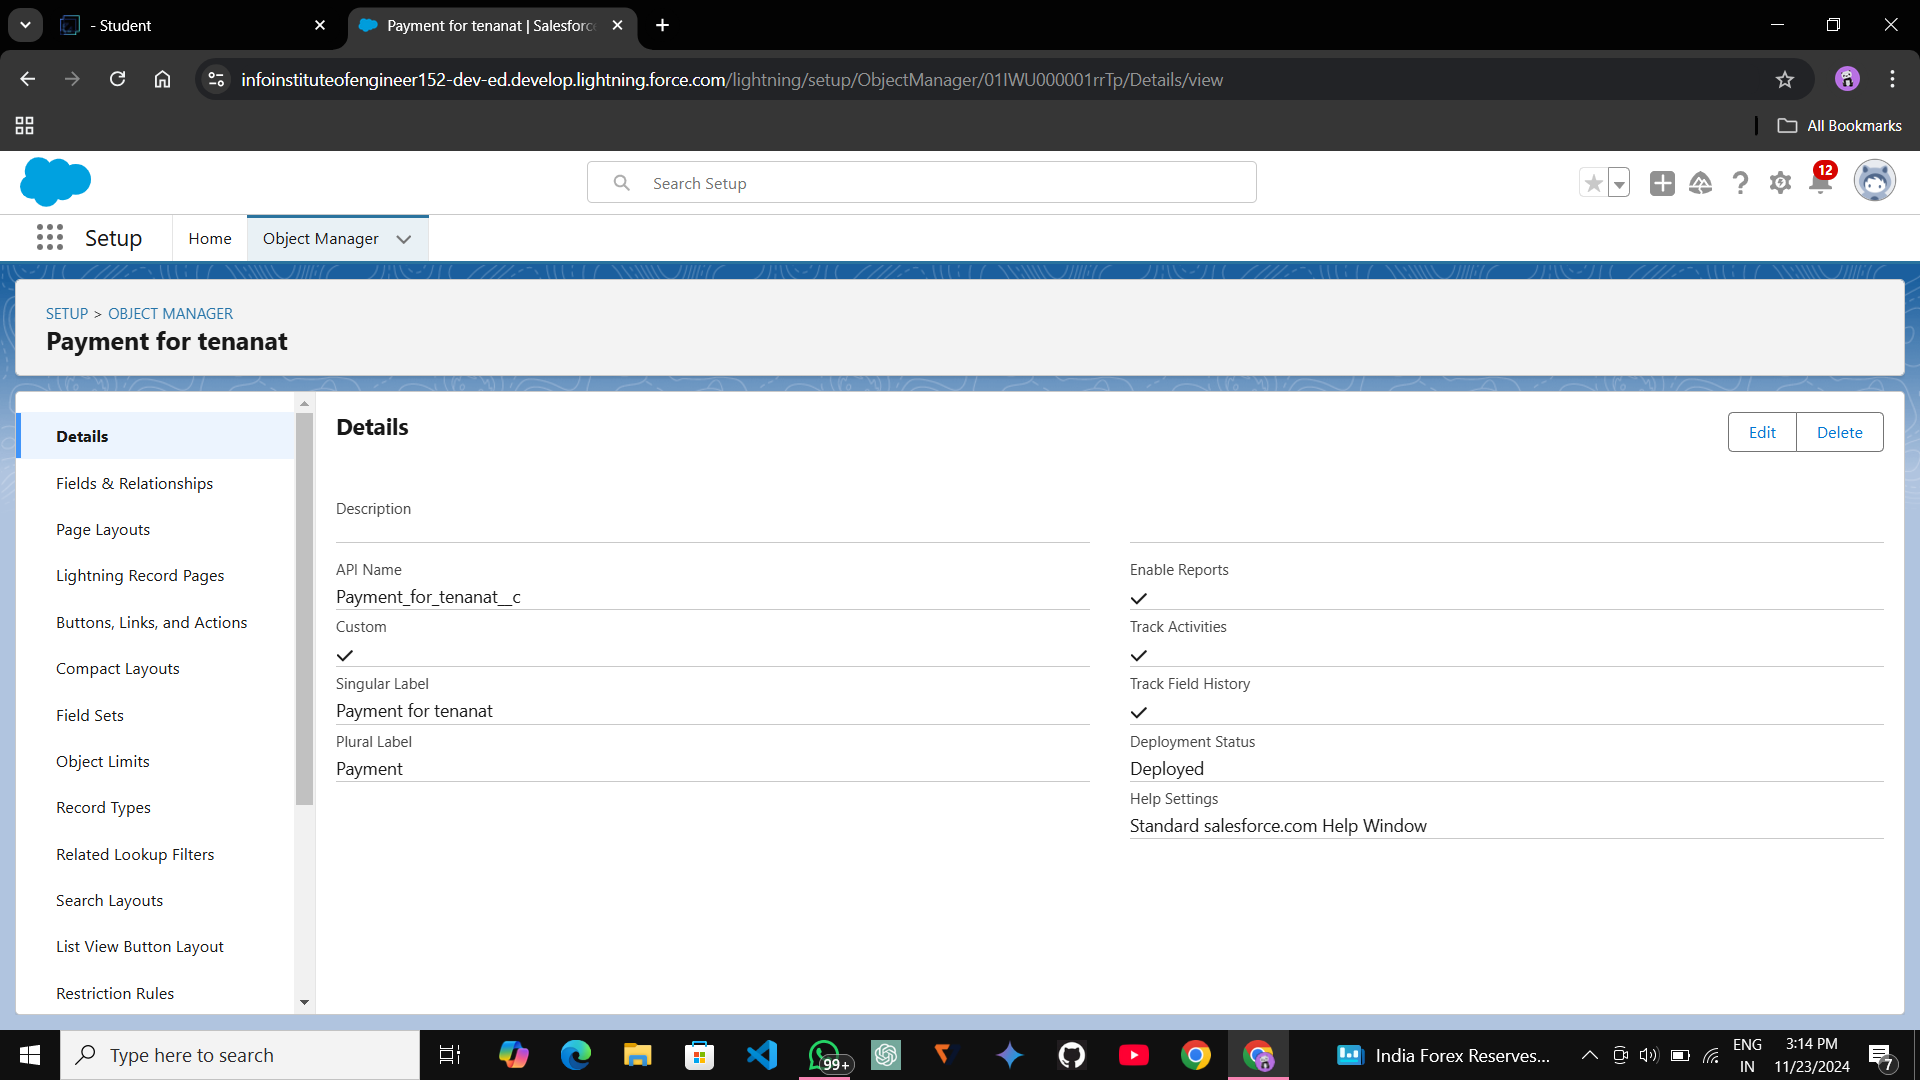 - Student
Payment for tenanat | Salesforc
infoinstituteofengineer152-dev-ed.develop.lightning.force.com/lightning/setup/ObjectManager/01IWU000001rrTp/Details/view
All Bookmarks
Search Setup
12
Setup
Home
Object Manager
SETUP > OBJECT MANAGER
Payment for tenanat
Details
Fields & Relationships
Page Layouts
Lightning Record Pages
Buttons, Links, and Actions
Compact Layouts
Field Sets
Object Limits
Record Types
Related Lookup Filters
Search Layouts
List View Button Layout
Restriction Rules
Details
Edit
Delete
Description
API Name
Payment_for_tenanat__c
Custom
Singular Label
Payment for tenanat
Plural Label
Payment
Enable Reports
Track Activities
Track Field History
Deployment Status
Deployed
Help Settings
Standard salesforce.com Help Window
Type here to search
99+
India Forex Reserves...
ENG
IN
3:14 PM
11/23/2024
7